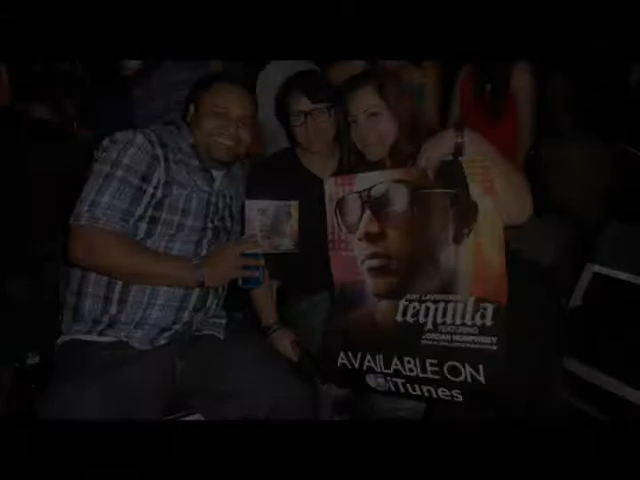 tequila
FEATURING
JORDAN HUMPHREY
AVAILABLE ON
iTunes